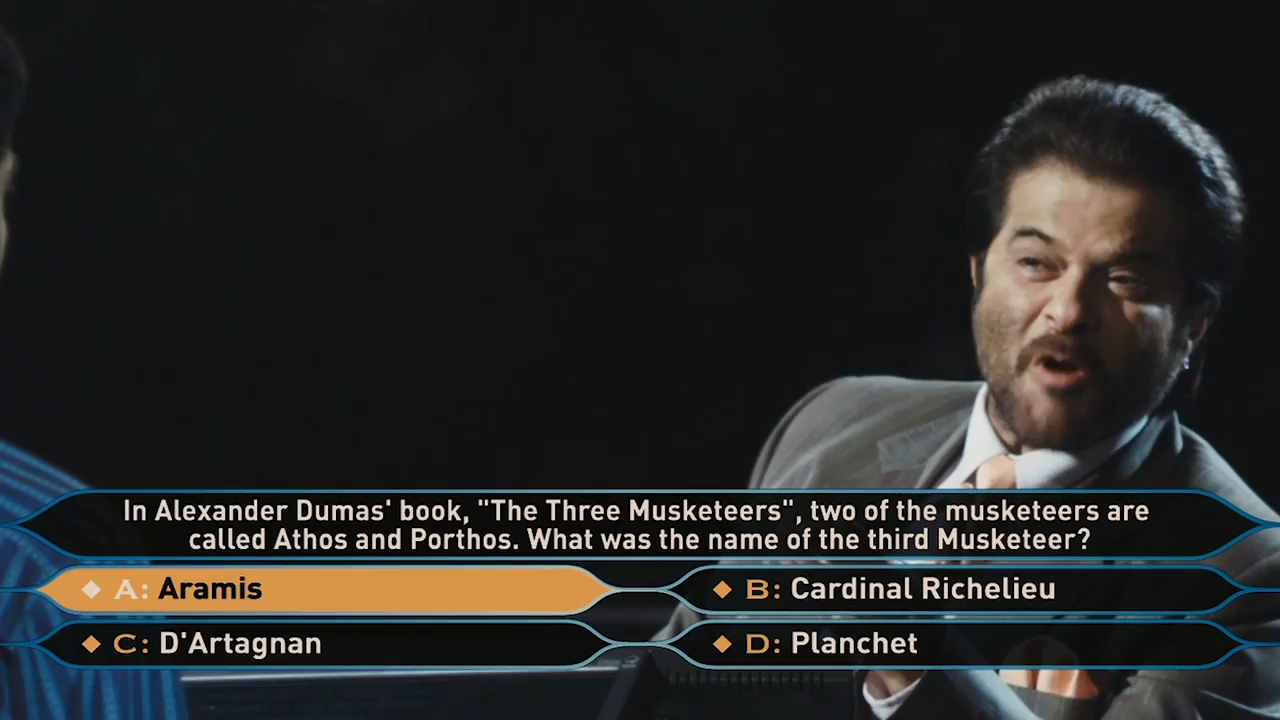 In Alexander Dumas' book, "The Three Musketeers", two of the musketeers are
called Athos and Porthos. What was the name of the third Musketeer?
A: Aramis
B: Cardinal Richelieu
C: D'Artagnan
D: Planchet